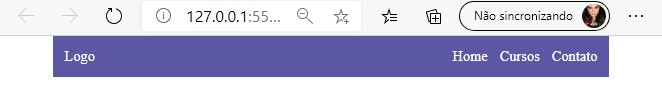 127.0.0.1:55... Não sincronizando
Logo Home Cursos Contato